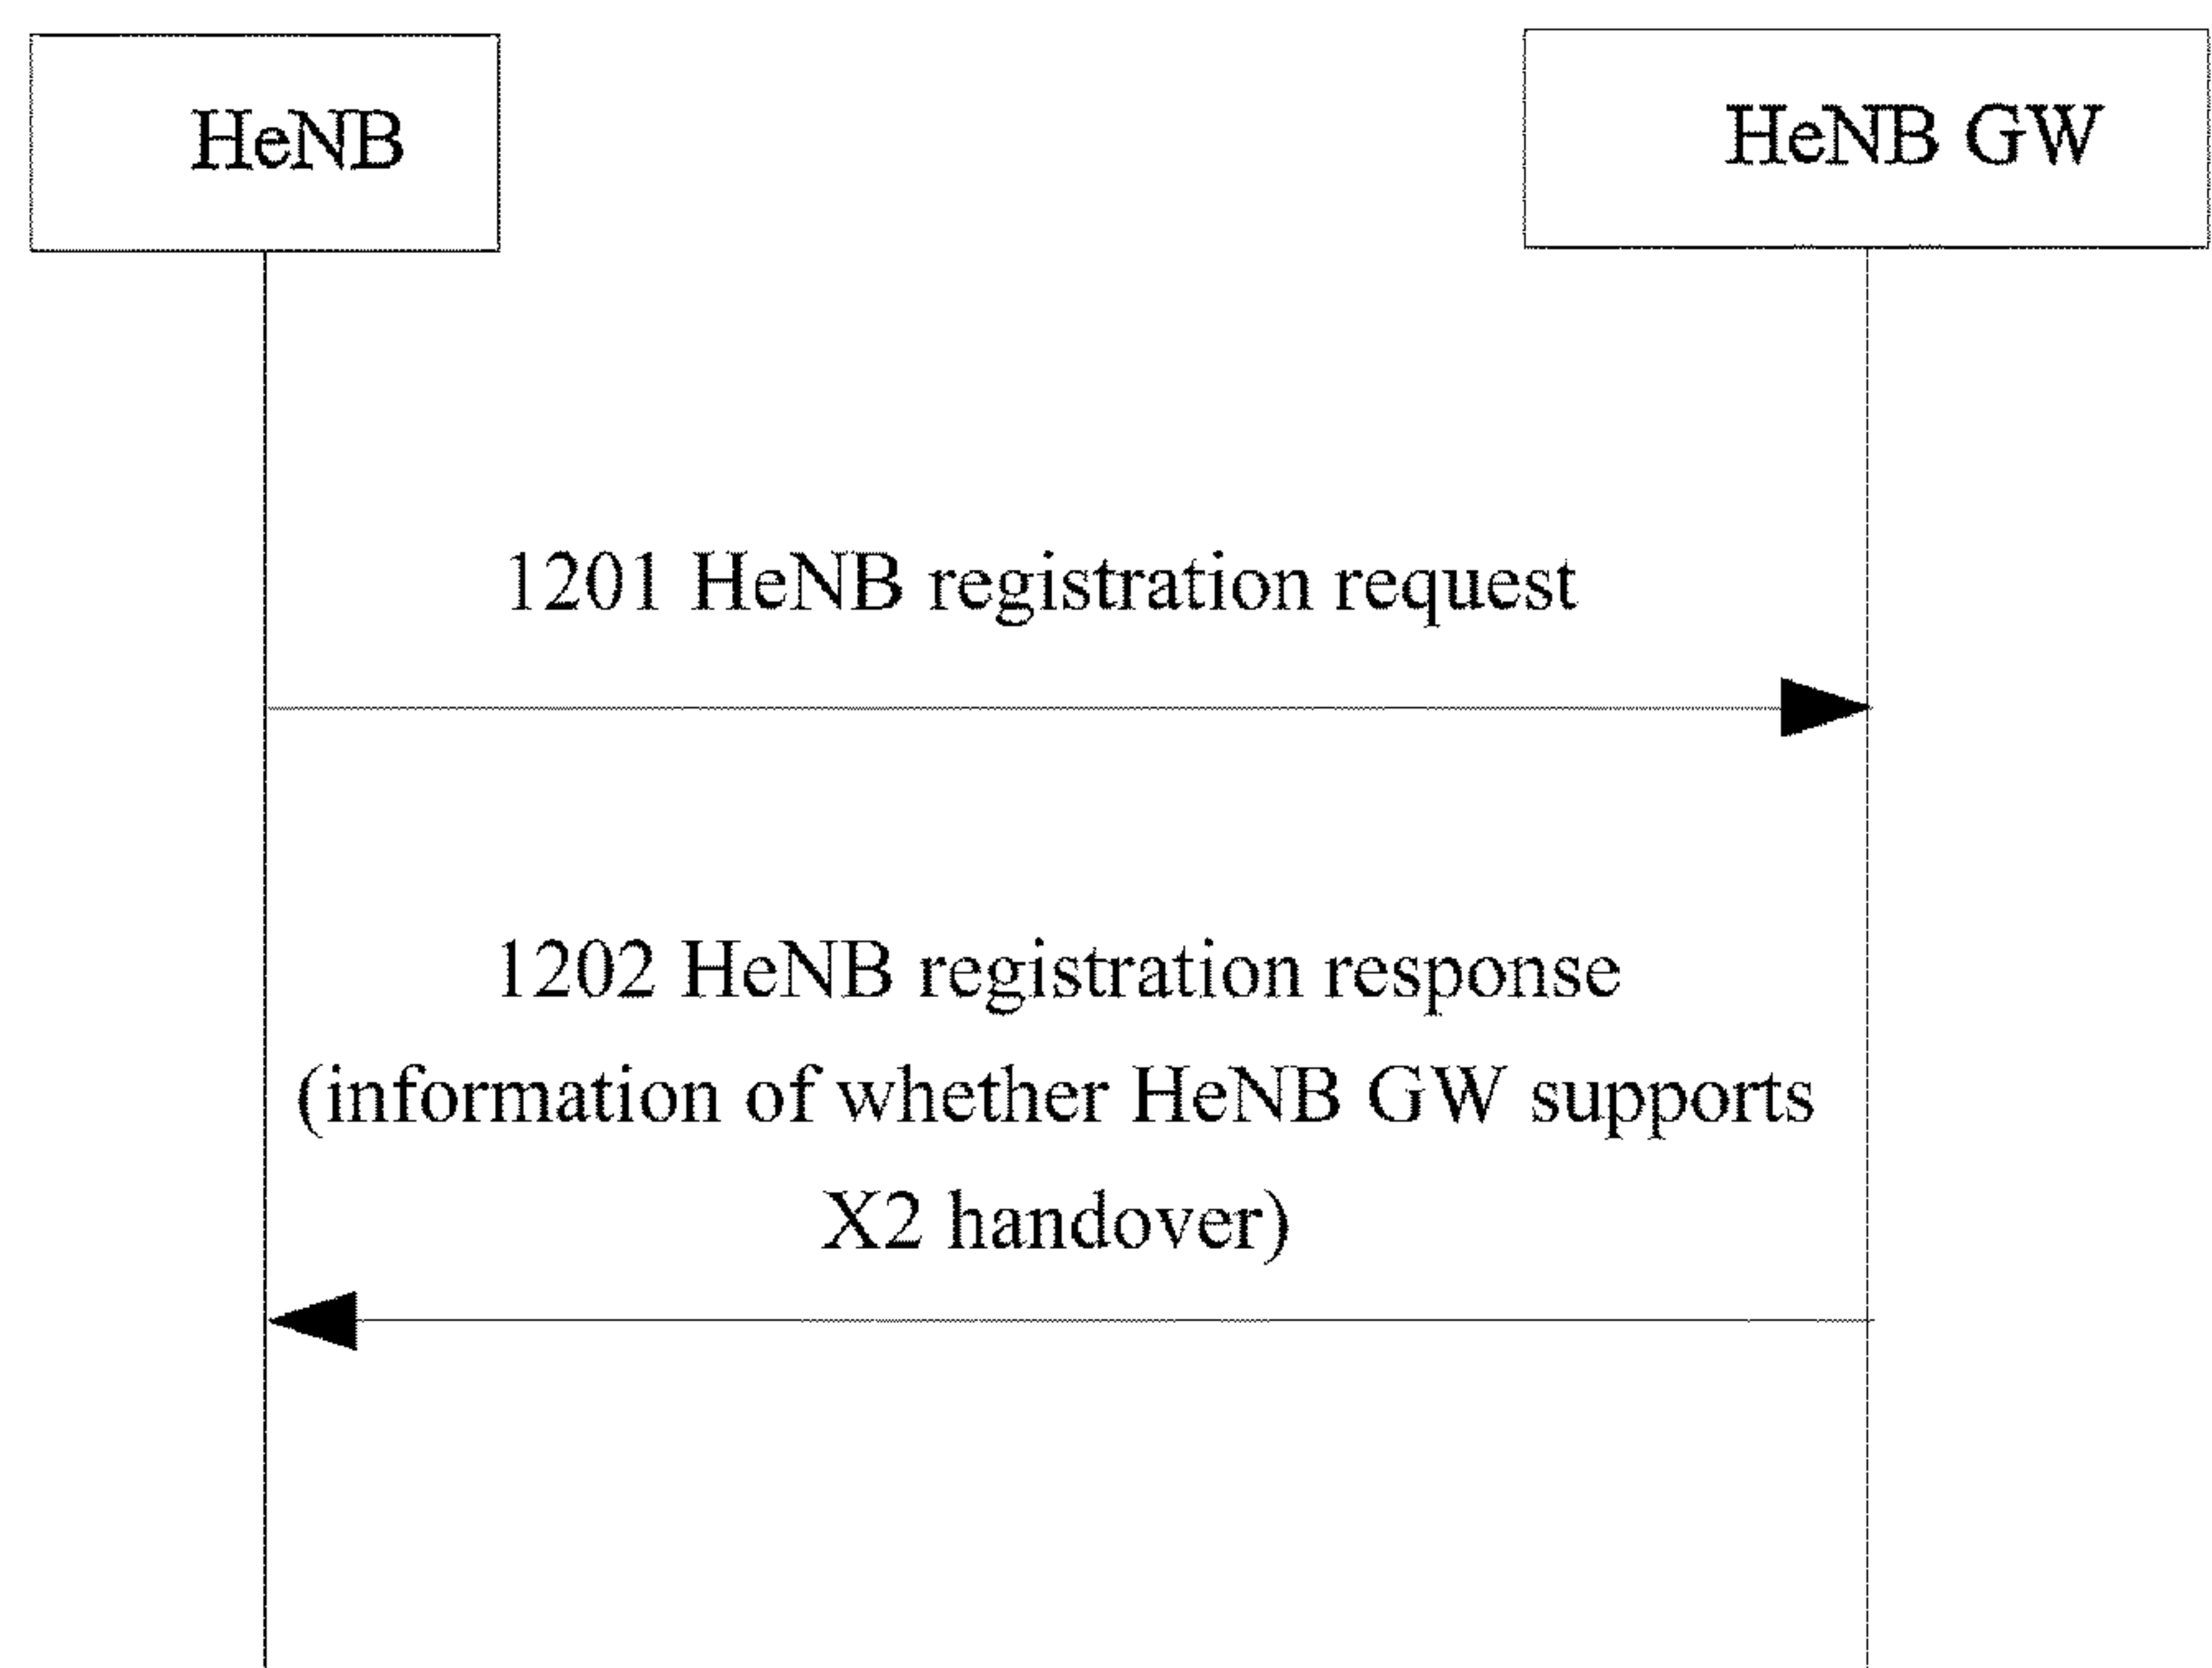 HeNB
HeNB GW
1201 HeNB registration request
1202 HeNB registration response
(information of whether HeNB GW supports
X2 handover)